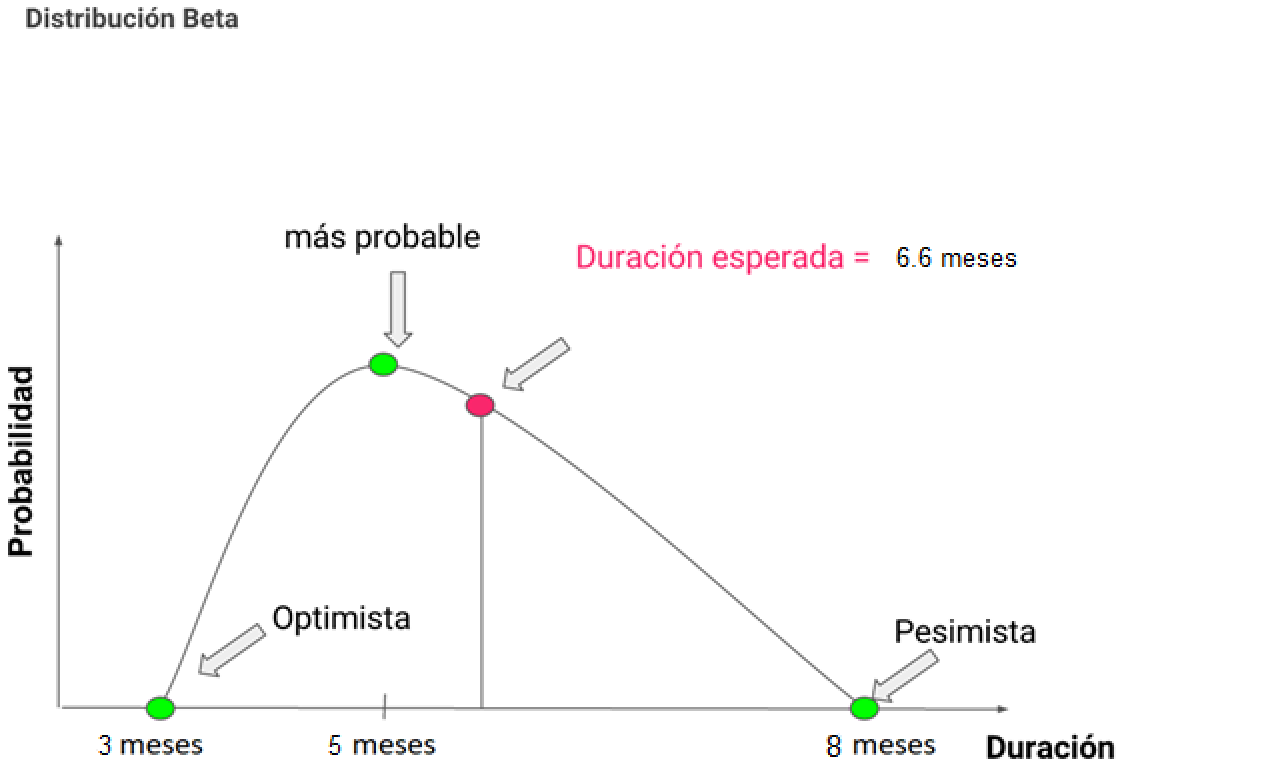 Distribución Beta
más probable
Duración esperada = 6.6 meses
Probabilidad
Optimista
Pesimista
3 meses
5 meses
8 meses
Duración